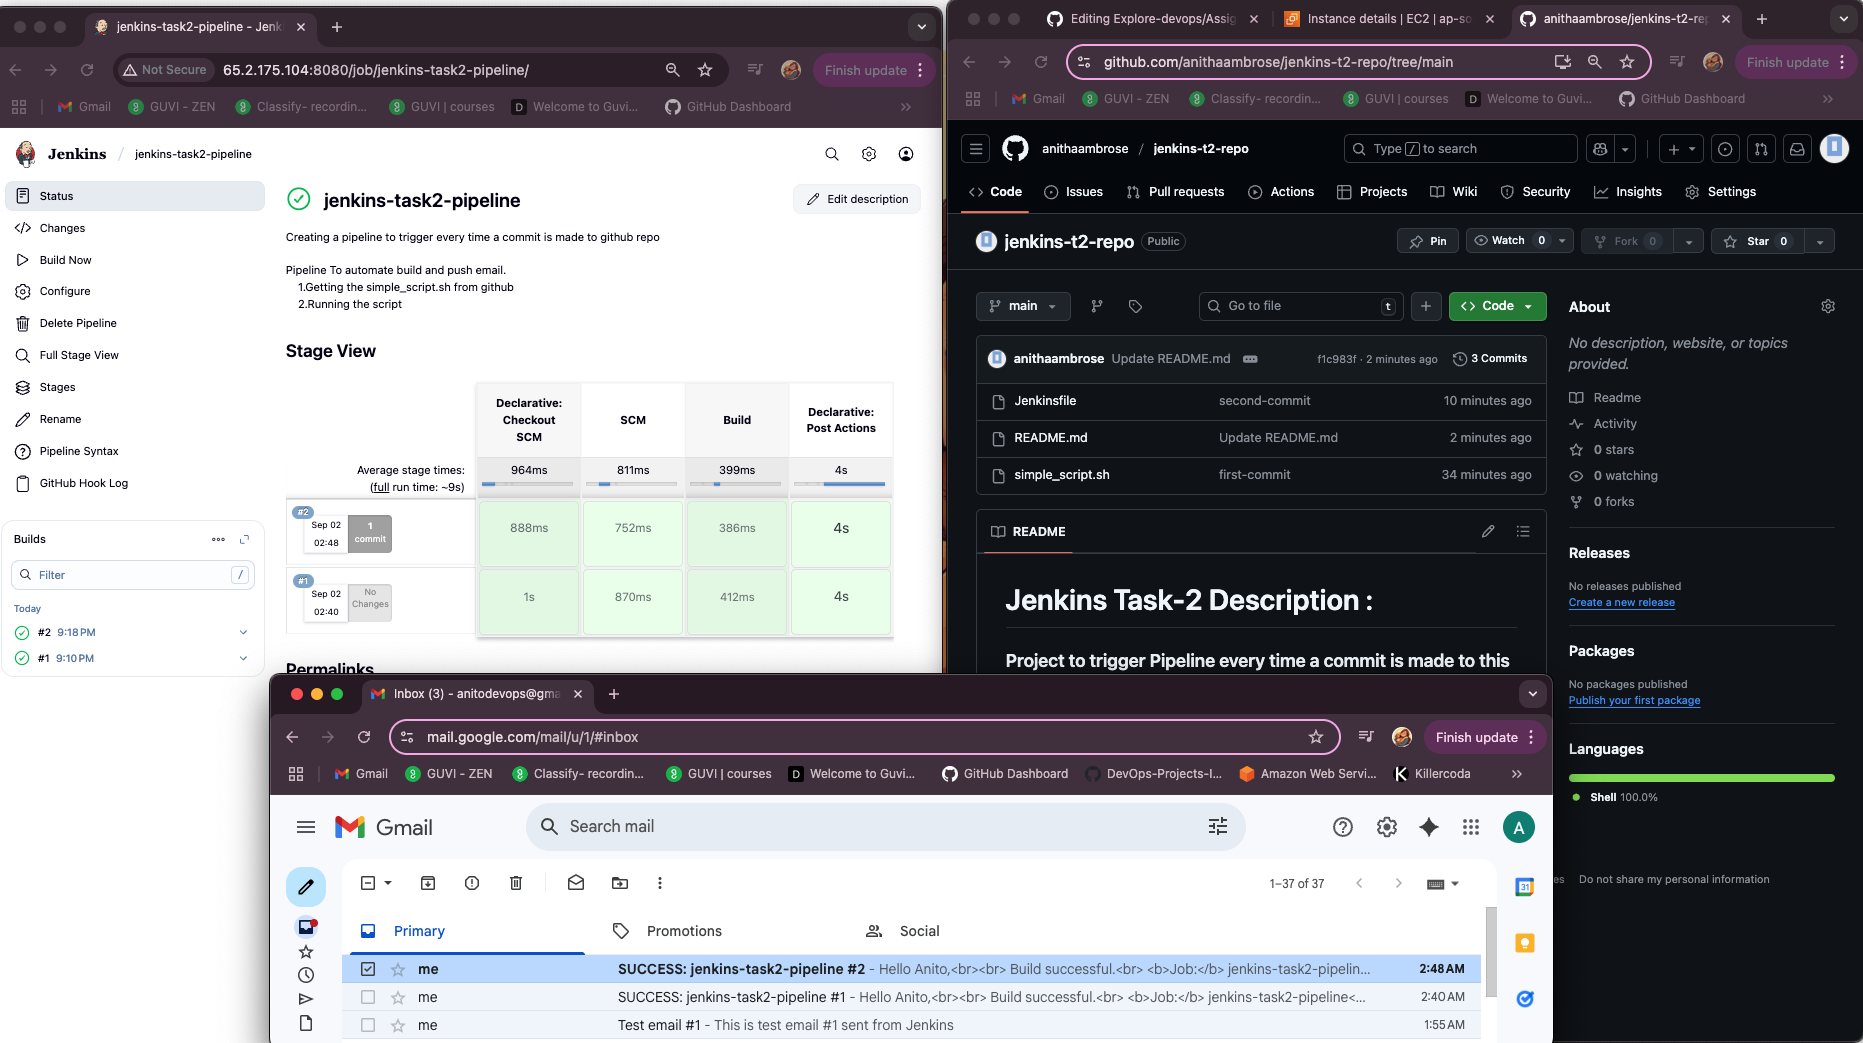 jenkins-task2-pipeline - Jenk
Not Secure 65.2.175.104:8080/job/jenkins-task2-pipeline/
Finish update
Gmail GUVI - ZEN Classify- recordin... GUVI | courses Welcome to Guvi... GitHub Dashboard
Jenkins / jenkins-task2-pipeline
Status
Changes
Build Now
Configure
Delete Pipeline
Full Stage View
Stages
Rename
Pipeline Syntax
GitHub Hook Log
Builds
Filter /
Today
#2 9:18 PM
#1 9:10 PM
jenkins-task2-pipeline
Edit description
Creating a pipeline to trigger every time a commit is made to github repo
Pipeline To automate build and push email.
1.Getting the simple_script.sh from github
2.Running the script
Stage View
Declarative: Checkout SCM
SCM
Build
Declarative: Post Actions
Average stage times:
(full run time: ~9s)
964ms 811ms 399ms 4s
#2
Sep 02
02:48
1 commit
888ms 752ms 386ms 4s
#1
Sep 02
02:40
No Changes
1s 870ms 412ms 4s
Permalinks
Editing Explore-devops/Assig
Instance details | EC2 | ap-so
anithaambrose/jenkins-t2-rep
github.com/anithaambrose/jenkins-t2-repo/tree/main
Finish update
Gmail GUVI - ZEN Classify- recordin... GUVI | courses Welcome to Guvi... GitHub Dashboard
anithaambrose / jenkins-t2-repo
Type / to search
Code Issues Pull requests Actions Projects Wiki Security Insights Settings
jenkins-t2-repo Public
Pin Watch 0 Fork 0 Star 0
main
Go to file t
Code
anithaambrose Update README.md f1c983f · 2 minutes ago 3 Commits
Jenkinsfile second-commit 10 minutes ago
README.md Update README.md 2 minutes ago
simple_script.sh first-commit 34 minutes ago
README
Jenkins Task-2 Description :
Project to trigger Pipeline every time a commit is made to this
About
No description, website, or topics
provided.
Readme
Activity
0 stars
0 watching
0 forks
Releases
No releases published
Create a new release
Packages
No packages published
Publish your first package
Languages
Shell 100.0%
es Do not share my personal information
Inbox (3) - anitodevops@gma
mail.google.com/mail/u/1/#inbox
Finish update
Gmail GUVI - ZEN Classify- recordin... GUVI | courses Welcome to Guvi... GitHub Dashboard DevOps-Projects-I... Amazon Web Servi... Killercoda
Gmail
Search mail
A
1–37 of 37
31
Primary Promotions Social
me SUCCESS: jenkins-task2-pipeline #2 - Hello Anito,<br><br> Build successful.<br> <b>Job:</b> jenkins-task2-pipelin... 2:48 AM
me SUCCESS: jenkins-task2-pipeline #1 - Hello Anito,<br><br> Build successful.<br> <b>Job:</b> jenkins-task2-pipeline<... 2:40 AM
me Test email #1 - This is test email #1 sent from Jenkins 1:55 AM